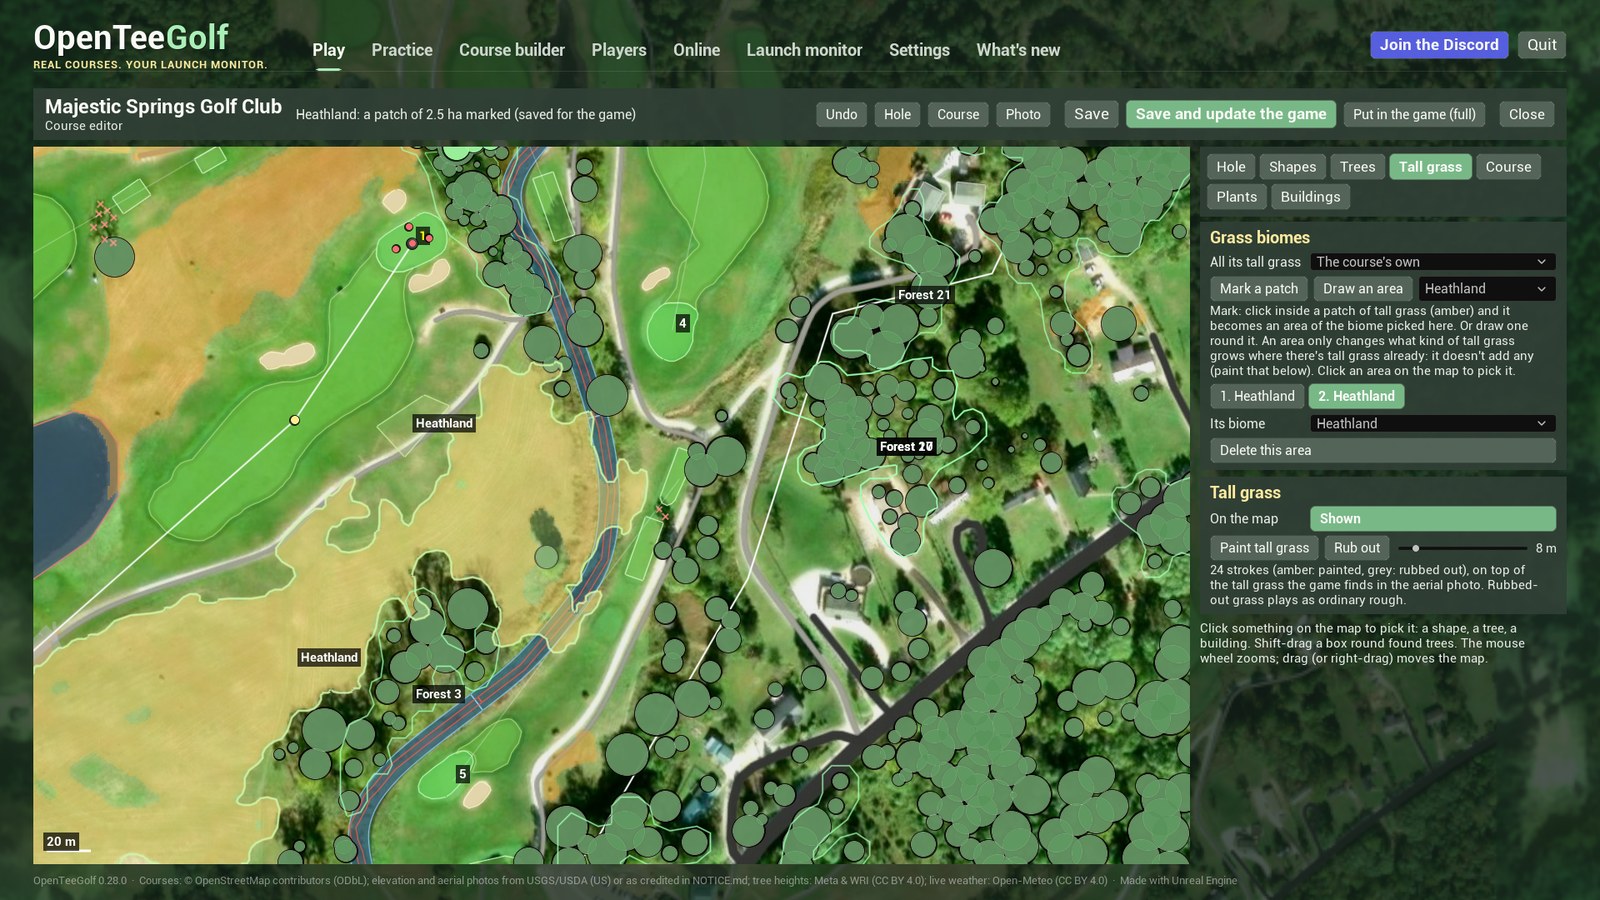 OpenTeeGolf
REAL COURSES. YOUR LAUNCH MONITOR.
Play
Practice
Course builder
Players
Online
Launch monitor
Settings
What's new
Join the Discord
Quit
Majestic Springs Golf Club
Course editor
Heathland: a patch of 2.5 ha marked (saved for the game)
Undo
Hole
Course
Photo
Save
Save and update the game
Put in the game (full)
Close
1
4
Forest 21
Heathland
Heathland
Forest 3
5
20 m
Hole
Shapes
Trees
Tall grass
Course
Plants
Buildings
Grass biomes
All its tall grass
The course's own
Mark a patch
Draw an area
Heathland
Mark: click inside a patch of tall grass (amber) and it
becomes an area of the biome picked here. Or draw one
round it. An area only changes what kind of tall grass
grows where there's tall grass already: it doesn't add any
(paint that below). Click an area on the map to pick it.
1. Heathland
2. Heathland
Its biome
Heathland
Delete this area
Tall grass
On the map
Shown
Paint tall grass
Rub out
8 m
24 strokes (amber: painted, grey: rubbed out), on top of
the tall grass the game finds in the aerial photo. Rubbed-
out grass plays as ordinary rough.
Click something on the map to pick it: a shape, a tree, a
building. Shift-drag a box round found trees. The mouse
wheel zooms; drag (or right-drag) moves the map.
OpenTeeGolf 0.28.0 · Courses: © OpenStreetMap contributors (ODbL); elevation and aerial photos from USGS/USDA (US) or as credited in NOTICE.md; tree heights: Meta & WRI (CC BY 4.0); live weather: Open-Meteo (CC BY 4.0) · Made with Unreal Engine
Forest